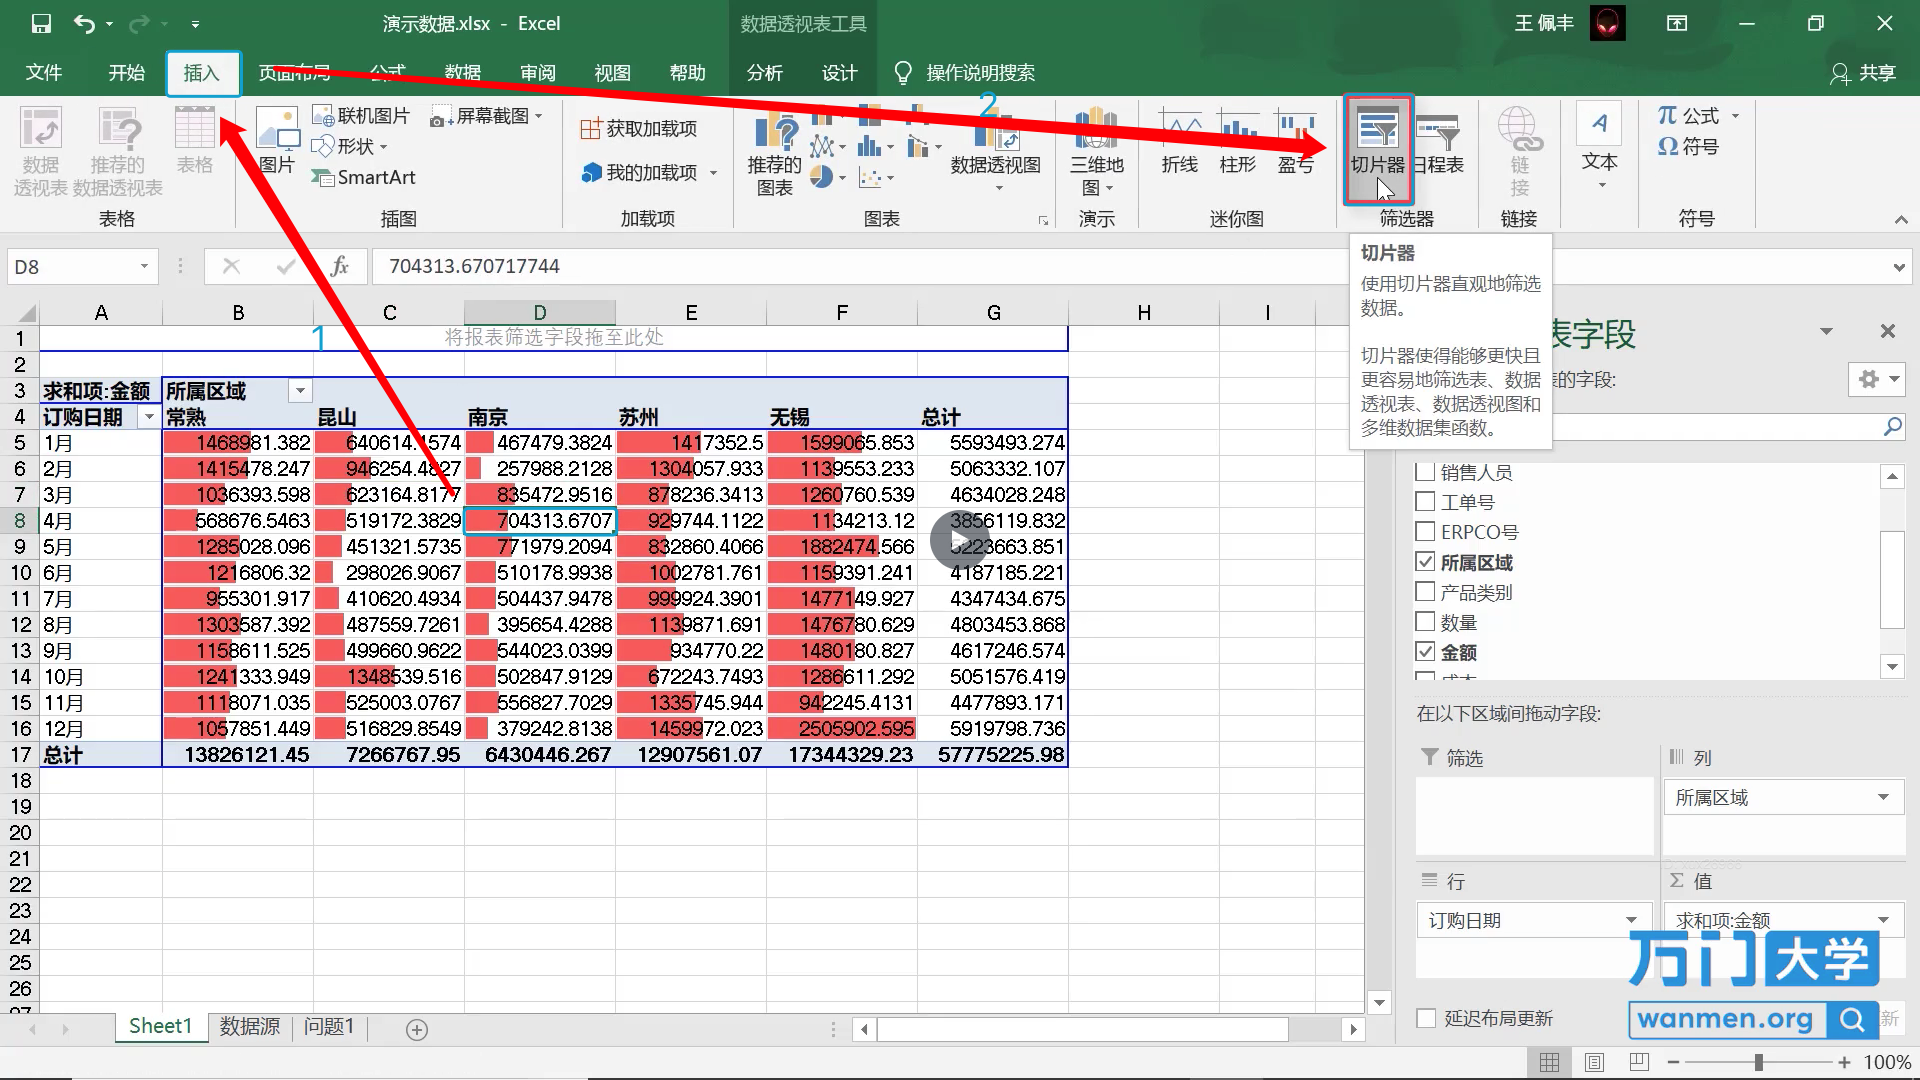 演示数据.xlsx - Excel
数据透视表工具
王 佩丰
文件 开始 插入 页面布局 公式 数据 审阅 视图 帮助 分析 设计 操作说明搜索 共享
数据
透视表
推荐的
数据透视表
表格
表格
图片
联机图片
形状
SmartArt
屏幕截图
插图
获取加载项
我的加载项
加载项
推荐的
图表
数据透视图
图表
三维地
图
演示
折线 柱形 盈亏
迷你图
切片器
日程表
筛选器
链
接
链接
文本
π 公式
Ω 符号
符号
1
2
D8
fx
704313.670717744
切片器
使用切片器直观地筛选
数据。
切片器使得能够更快且
更容易地筛选表、数据
透视表、数据透视图和
多维数据集函数。
A B C D E F G H I
1 将报表筛选字段拖至此处
2
3 求和项:金额 所属区域
4 订购日期 常熟 昆山 南京 苏州 无锡 总计
5 1月 1468981.382 640614.4574 467479.3824 1417352.5 1599065.853 5593493.274
6 2月 1415478.247 946254.4827 257988.2128 1304057.933 1139553.233 5063332.107
7 3月 1036393.598 623164.8177 835472.9516 878236.3413 1260760.539 4634028.248
8 4月 568676.5463 519172.3829 704313.6707 929744.1122 1134213.12 3856119.832
9 5月 1285028.096 451321.5735 771979.2094 832860.4066 1882474.566 5223663.851
10 6月 1216806.32 298026.9067 510178.9938 1002781.761 1159391.241 4187185.221
11 7月 955301.917 410620.4934 504437.9478 999924.3901 1477149.927 4347434.675
12 8月 1303587.392 487559.7261 395654.4288 1139871.691 1476780.629 4803453.868
13 9月 1158611.525 499660.9622 544023.0399 934770.22 1480180.827 4617246.574
14 10月 1241333.949 1348539.516 502847.9129 672243.7493 1286611.292 5051576.419
15 11月 1118071.035 525003.0767 556827.7029 1335745.944 942245.4131 4477893.171
16 12月 1057851.449 516829.8549 379242.8138 1459972.023 2505902.595 5919798.736
17 总计 13826121.45 7266767.95 6430446.267 12907561.07 17344329.23 57775225.98
18
19
20
21
22
23
24
25
26
27
表字段
表的字段:
销售人员
工单号
ERPCO号
所属区域
产品类别
数量
金额
成本
在以下区域间拖动字段:
筛选
列
所属区域
行
Σ 值
订购日期
求和项:金额
延迟布局更新
新
万门大学
wanmen.org
Sheet1 数据源 问题1
100%